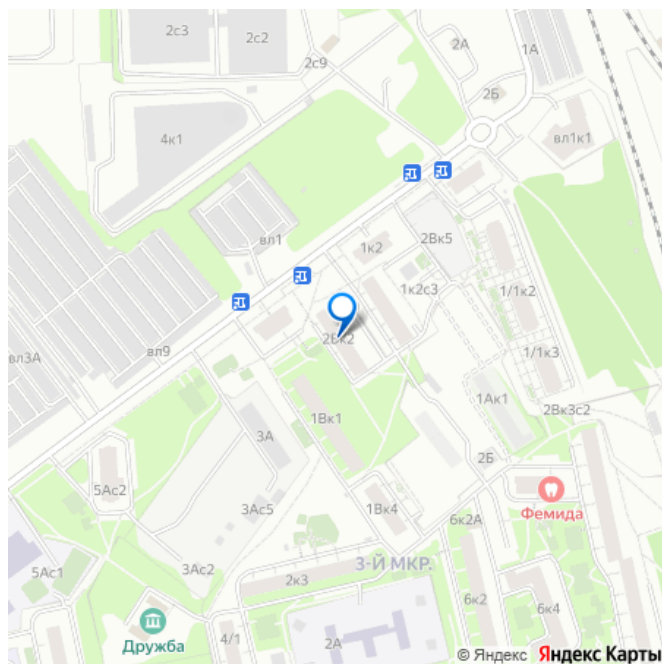 2с3
2с2
2с9
2А
1А
2Б
4к1
вл1к1
вл1
1к2
2Вк5
1к2с3
1/1к2
вл3А
вл9
2Вк2
1/1к3
1Ак1
2Вк3с2
1Вк1
3А
2Б
5Ас2
3Ас5
1Вк4
Фемида
6к2А
3Ас2
3-Й МКР.
5Ас1
2к3
6к2
6к4
4/1
2А
Дружба
© Яндекс Яндекс Карты